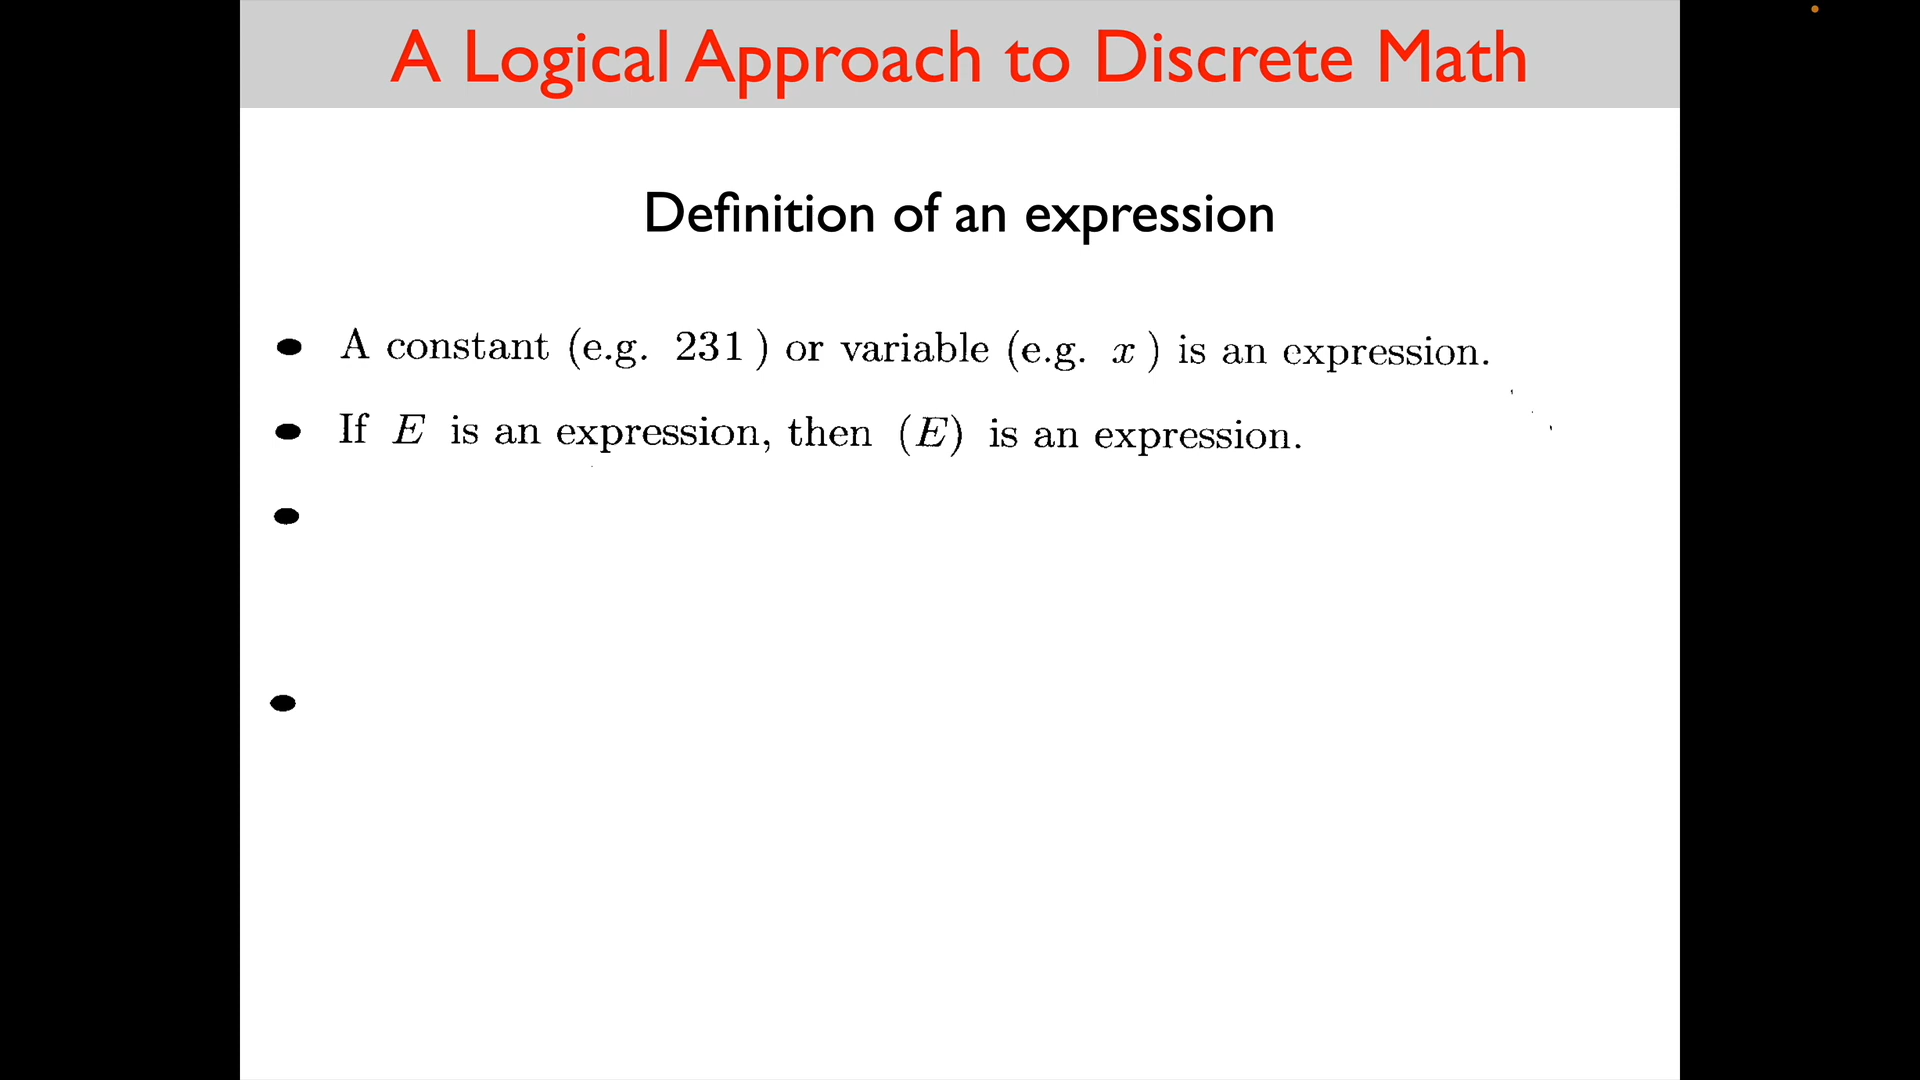 A Logical Approach to Discrete Math
Definition of an expression
• A constant (e.g. 231 ) or variable (e.g. x ) is an expression.
• If E is an expression, then (E) is an expression.
•
•